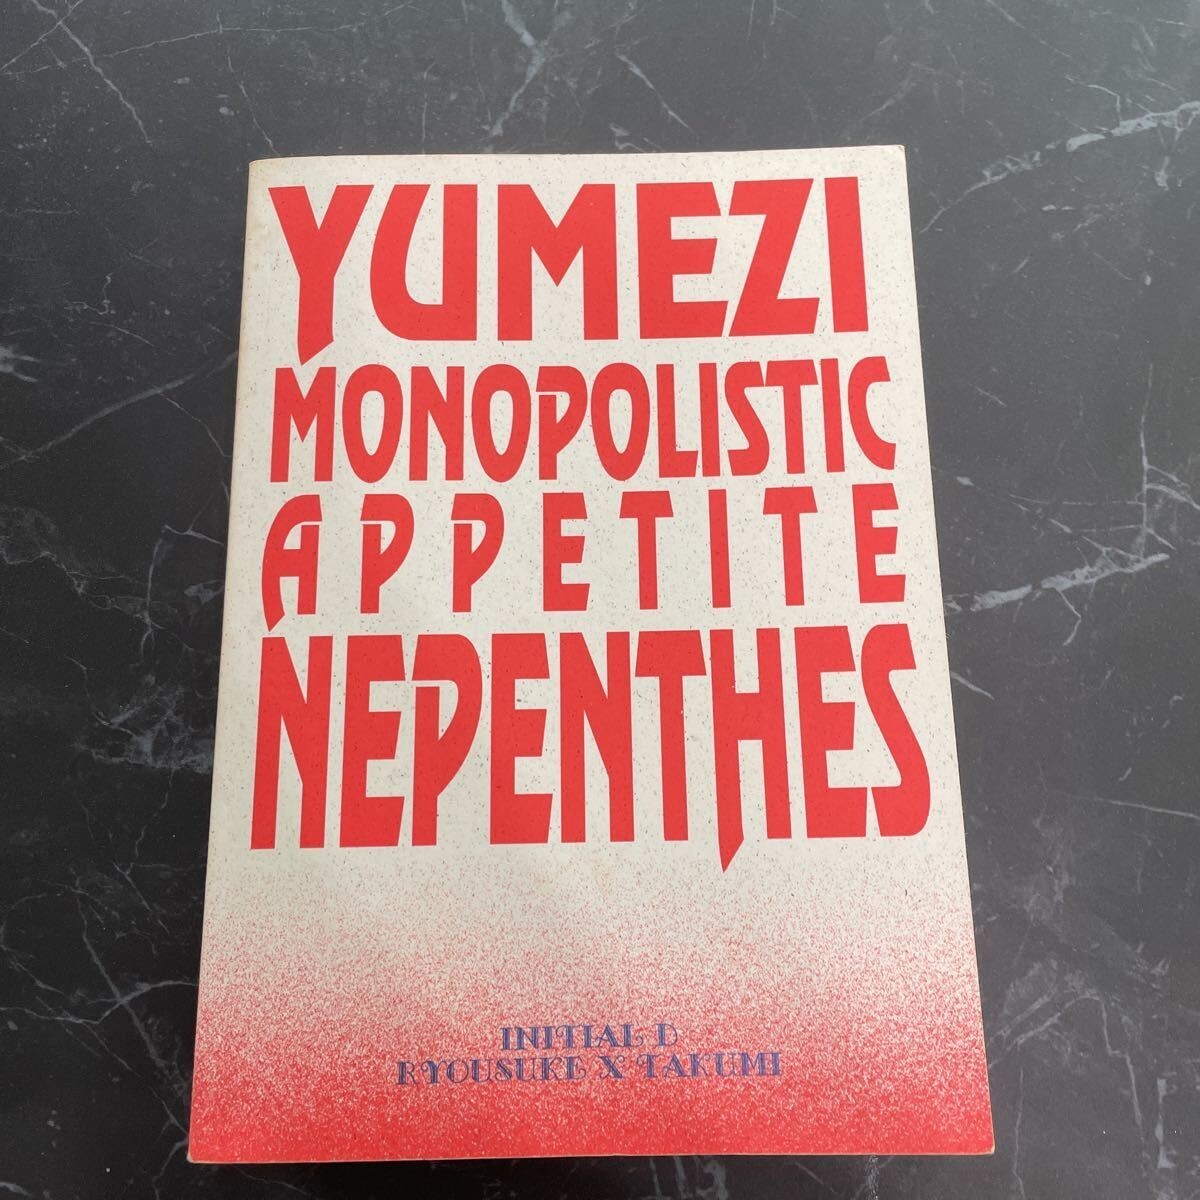 YUMEZI
MONOPOLISTIC
APPETITE
NEPENTHES
INITIAL D
RYOUSUKE X TAKUMI